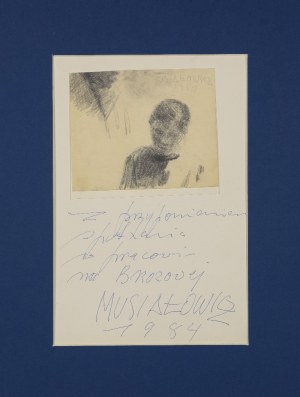 Z przypomnieniem
spotkania
w pracowni
na Brzozowej
MUSIAŁOWICZ
1984